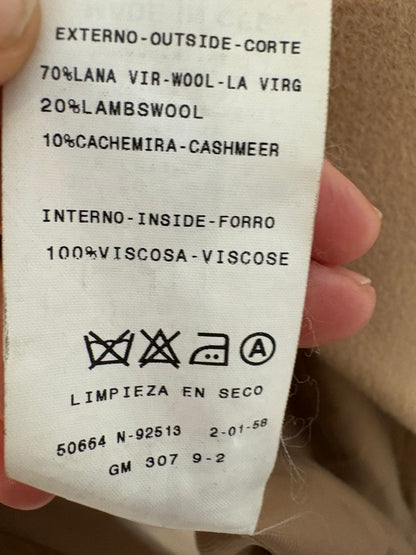 EXTERNO-OUTSIDE-CORTE
70%LANA VIR-WOOL-LA VIRG
20%LAMBSWOOL
10%CACHEMIRA-CASHMEER
INTERNO-INSIDE-FORRO
100%VISCOSA-VISCOSE
A
LIMPIEZA EN SECO
50664 N-92513 2-01-58
GM 307 9-2